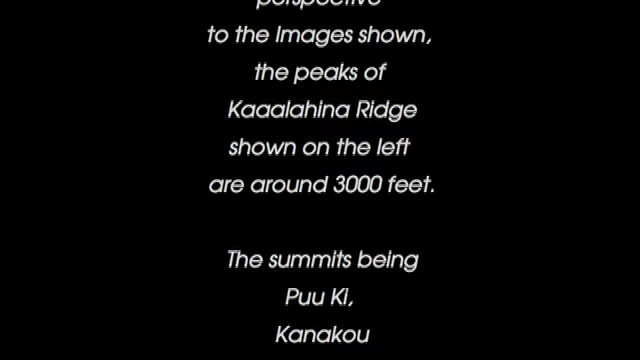 perspective
to the Images shown,
the peaks of
Kaaalahina Ridge
shown on the left
are around 3000 feet.
The summits being
Puu Ki,
Kanakou